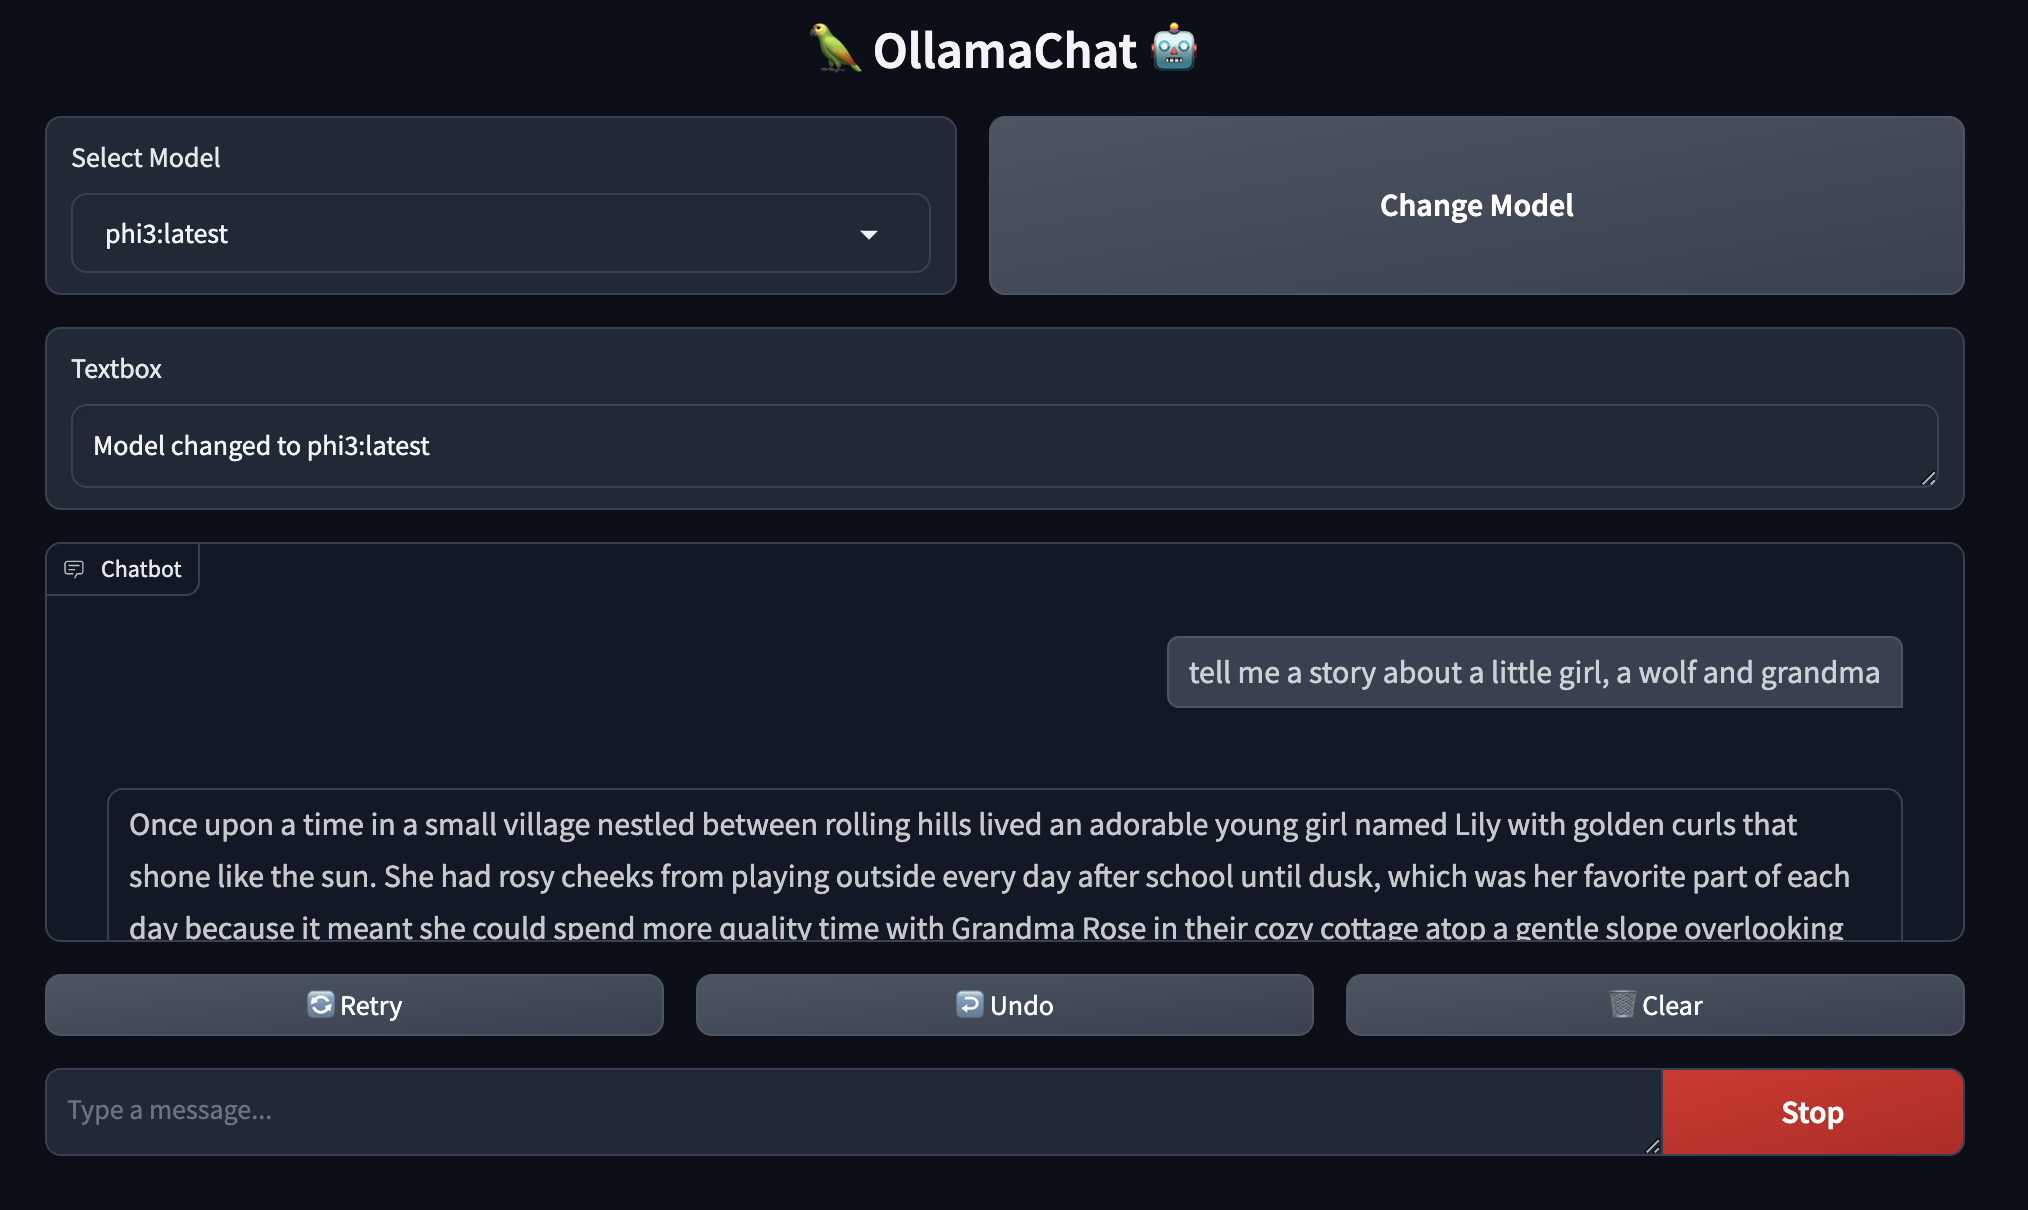 OllamaChat
Select Model
phi3:latest
Change Model
Textbox
Model changed to phi3:latest
Chatbot
tell me a story about a little girl, a wolf and grandma
Once upon a time in a small village nestled between rolling hills lived an adorable young girl named Lily with golden curls that
shone like the sun. She had rosy cheeks from playing outside every day after school until dusk, which was her favorite part of each
day because it meant she could spend more quality time with Grandma Rose in their cozy cottage atop a gentle slope overlooking
Retry
Undo
Clear
Type a message...
Stop